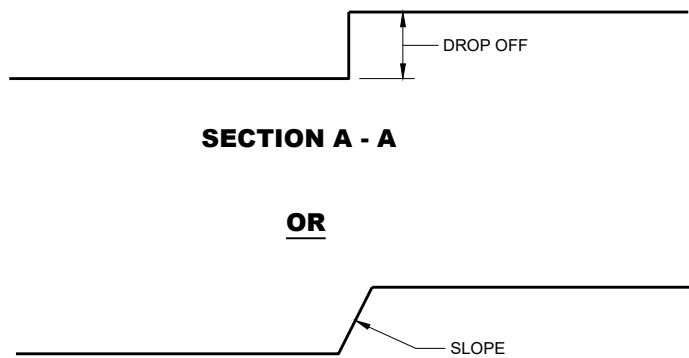 DROP OFF
SECTION A - A
OR
SLOPE